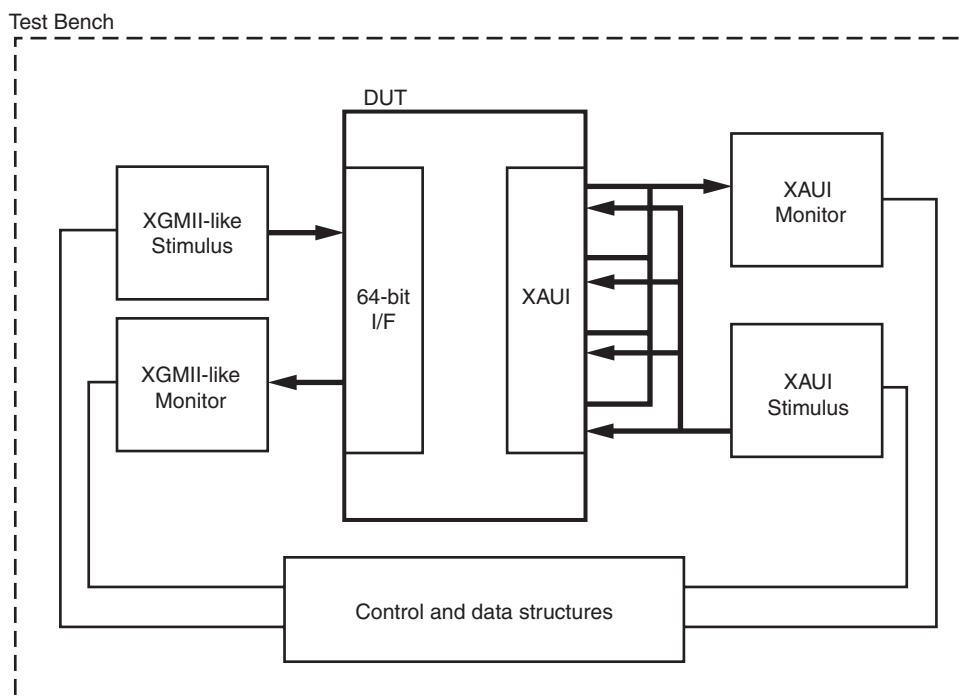 Test Bench
DUT
XGMII-like
Stimulus
64-bit
I/F
XGMII-like
Monitor
XAUI
XAUI
Monitor
XAUI
Stimulus
Control and data structures